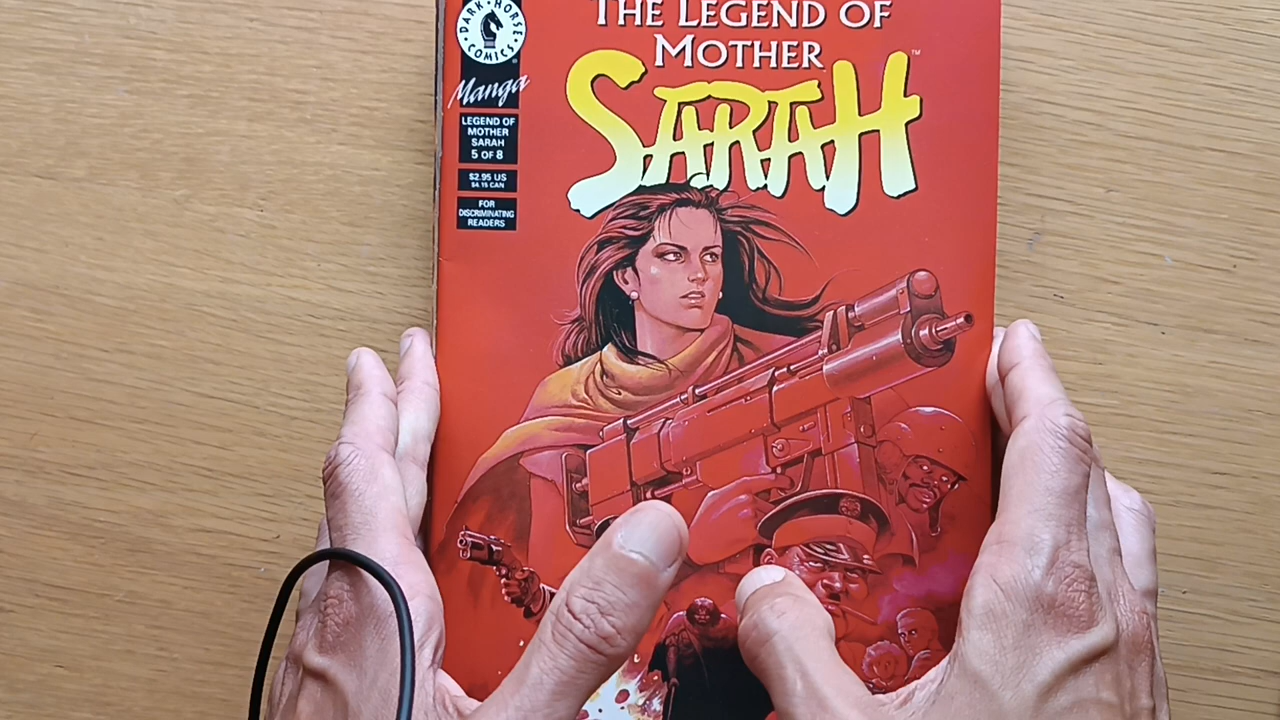 DARK HORSE
COMICS
®
Manga
LEGEND OF
MOTHER
SARAH
5 OF 8
$2.95 US
$4.15 CAN
FOR
DISCRIMINATING
READERS
THE LEGEND OF
MOTHER
SARAH™